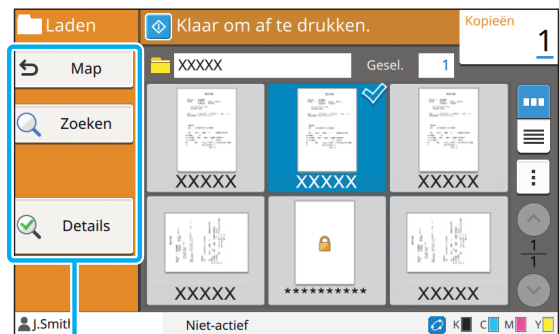 Laden
Klaar om af te drukken.
Kopieën
1
Map
XXXXX
Gesel.
1
Zoeken
XXXXX
XXXXX
XXXXX
Details
1
1
XXXXX
**********
XXXXX
J.Smith
Niet-actief
K C M Y